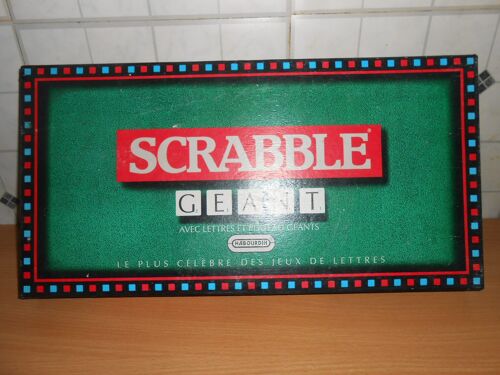 SCRABBLE®
GEANT
AVEC LETTRES ET PLATEAU GEANTS
HABOURDIN
LE PLUS CÉLÈBRE DES JEUX DE LETTRES